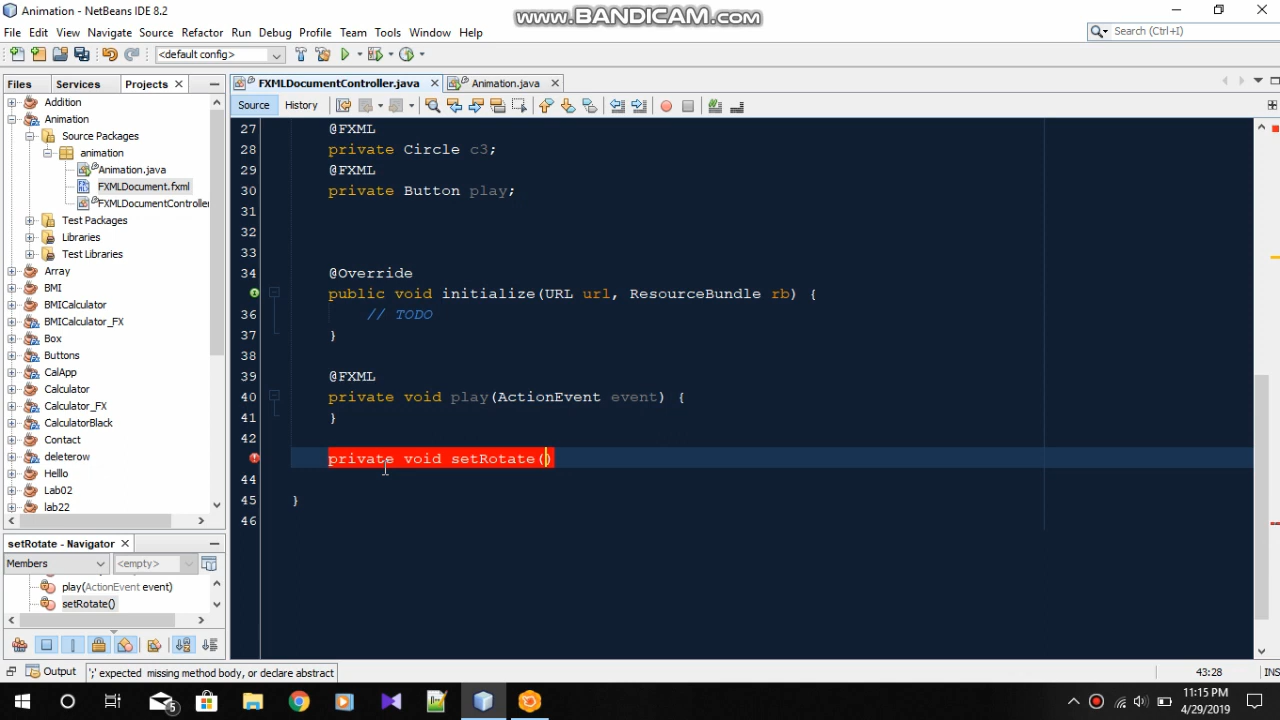 Animation - NetBeans IDE 8.2
www.BANDICAM.com
File Edit View Navigate Source Refactor Run Debug Profile Team Tools Window Help
Search (Ctrl+I)
<default config>
Files Services Projects
FXMLDocumentController.java Animation.java
Source History
Addition
Animation
Source Packages
animation
Animation.java
FXMLDocument.fxml
FXMLDocumentController
Test Packages
Libraries
Test Libraries
Array
BMI
BMICalculator
BMICalculator_FX
Box
Buttons
CalApp
Calculator
Calculator_FX
CalculatorBlack
Contact
deleterow
Helllo
Lab02
lab22
27 @FXML
28 private Circle c3;
29 @FXML
30 private Button play;
31
32
33
34 @Override
public void initialize(URL url, ResourceBundle rb) {
36 // TODO
37 }
38
39 @FXML
40 private void play(ActionEvent event) {
41 }
42
private void setRotate()
44
45 }
46
setRotate - Navigator
Members <empty>
play(ActionEvent event)
setRotate()
Output
';' expected missing method body, or declare abstract
43:28 INS
5
11:15 PM
4/29/2019